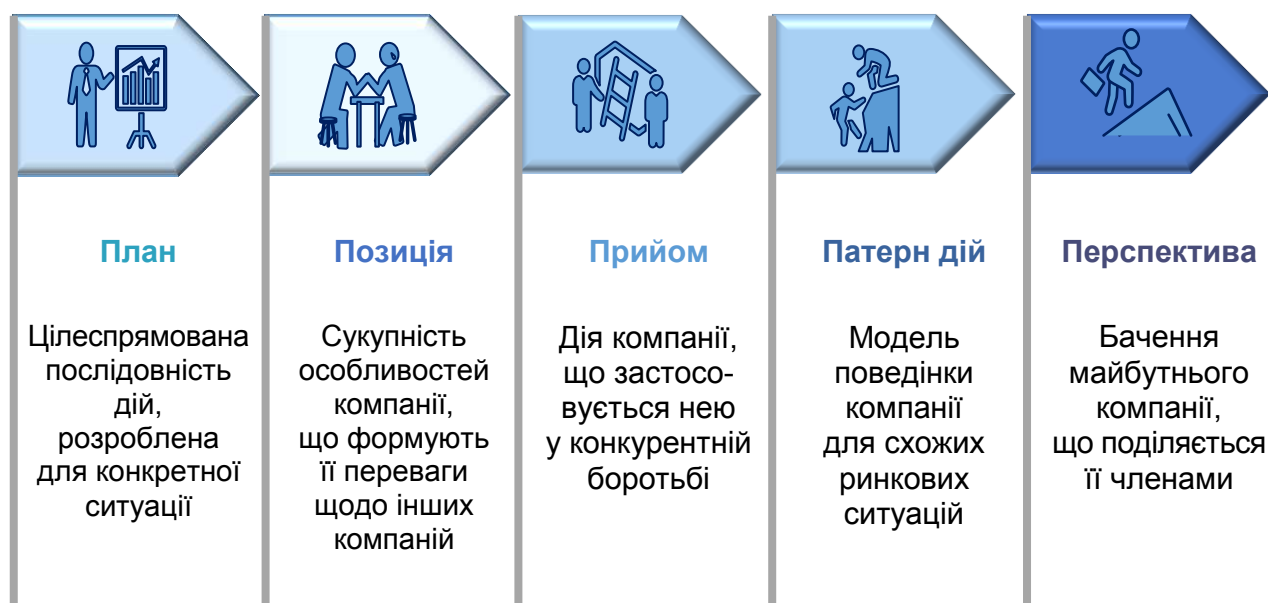 План
Цілеспрямована
послідовність
дій,
розроблена
для конкретної
ситуації
Позиція
Сукупність
особливостей
компанії,
що формують
її переваги
щодо інших
компаній
Прийом
Дія компанії,
що застосо-
вується нею
у конкурентній
боротьбі
Патерн дій
Модель
поведінки
компанії
для схожих
ринкових
ситуацій
Перспектива
Бачення
майбутнього
компанії,
що поділяється
її членами